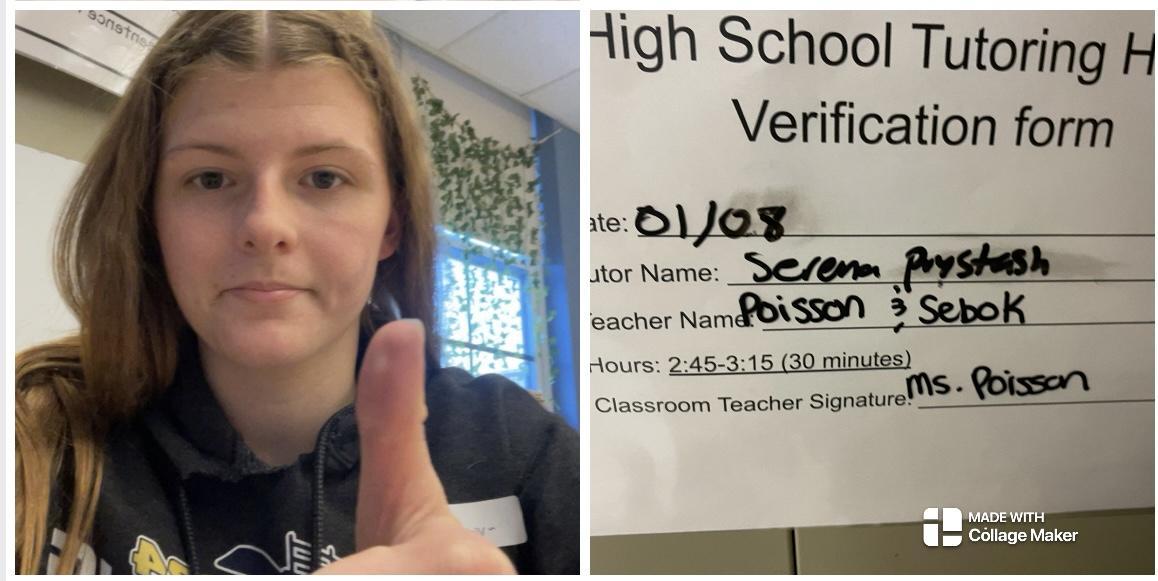 High School Tutoring H
Verification form
ate: 01/08
utor Name: Serena Prystash
eacher Name: Poisson & Sebok
Hours: 2:45-3:15 (30 minutes)
Classroom Teacher Signature: Ms. Poisson
MADE WITH
Collage Maker